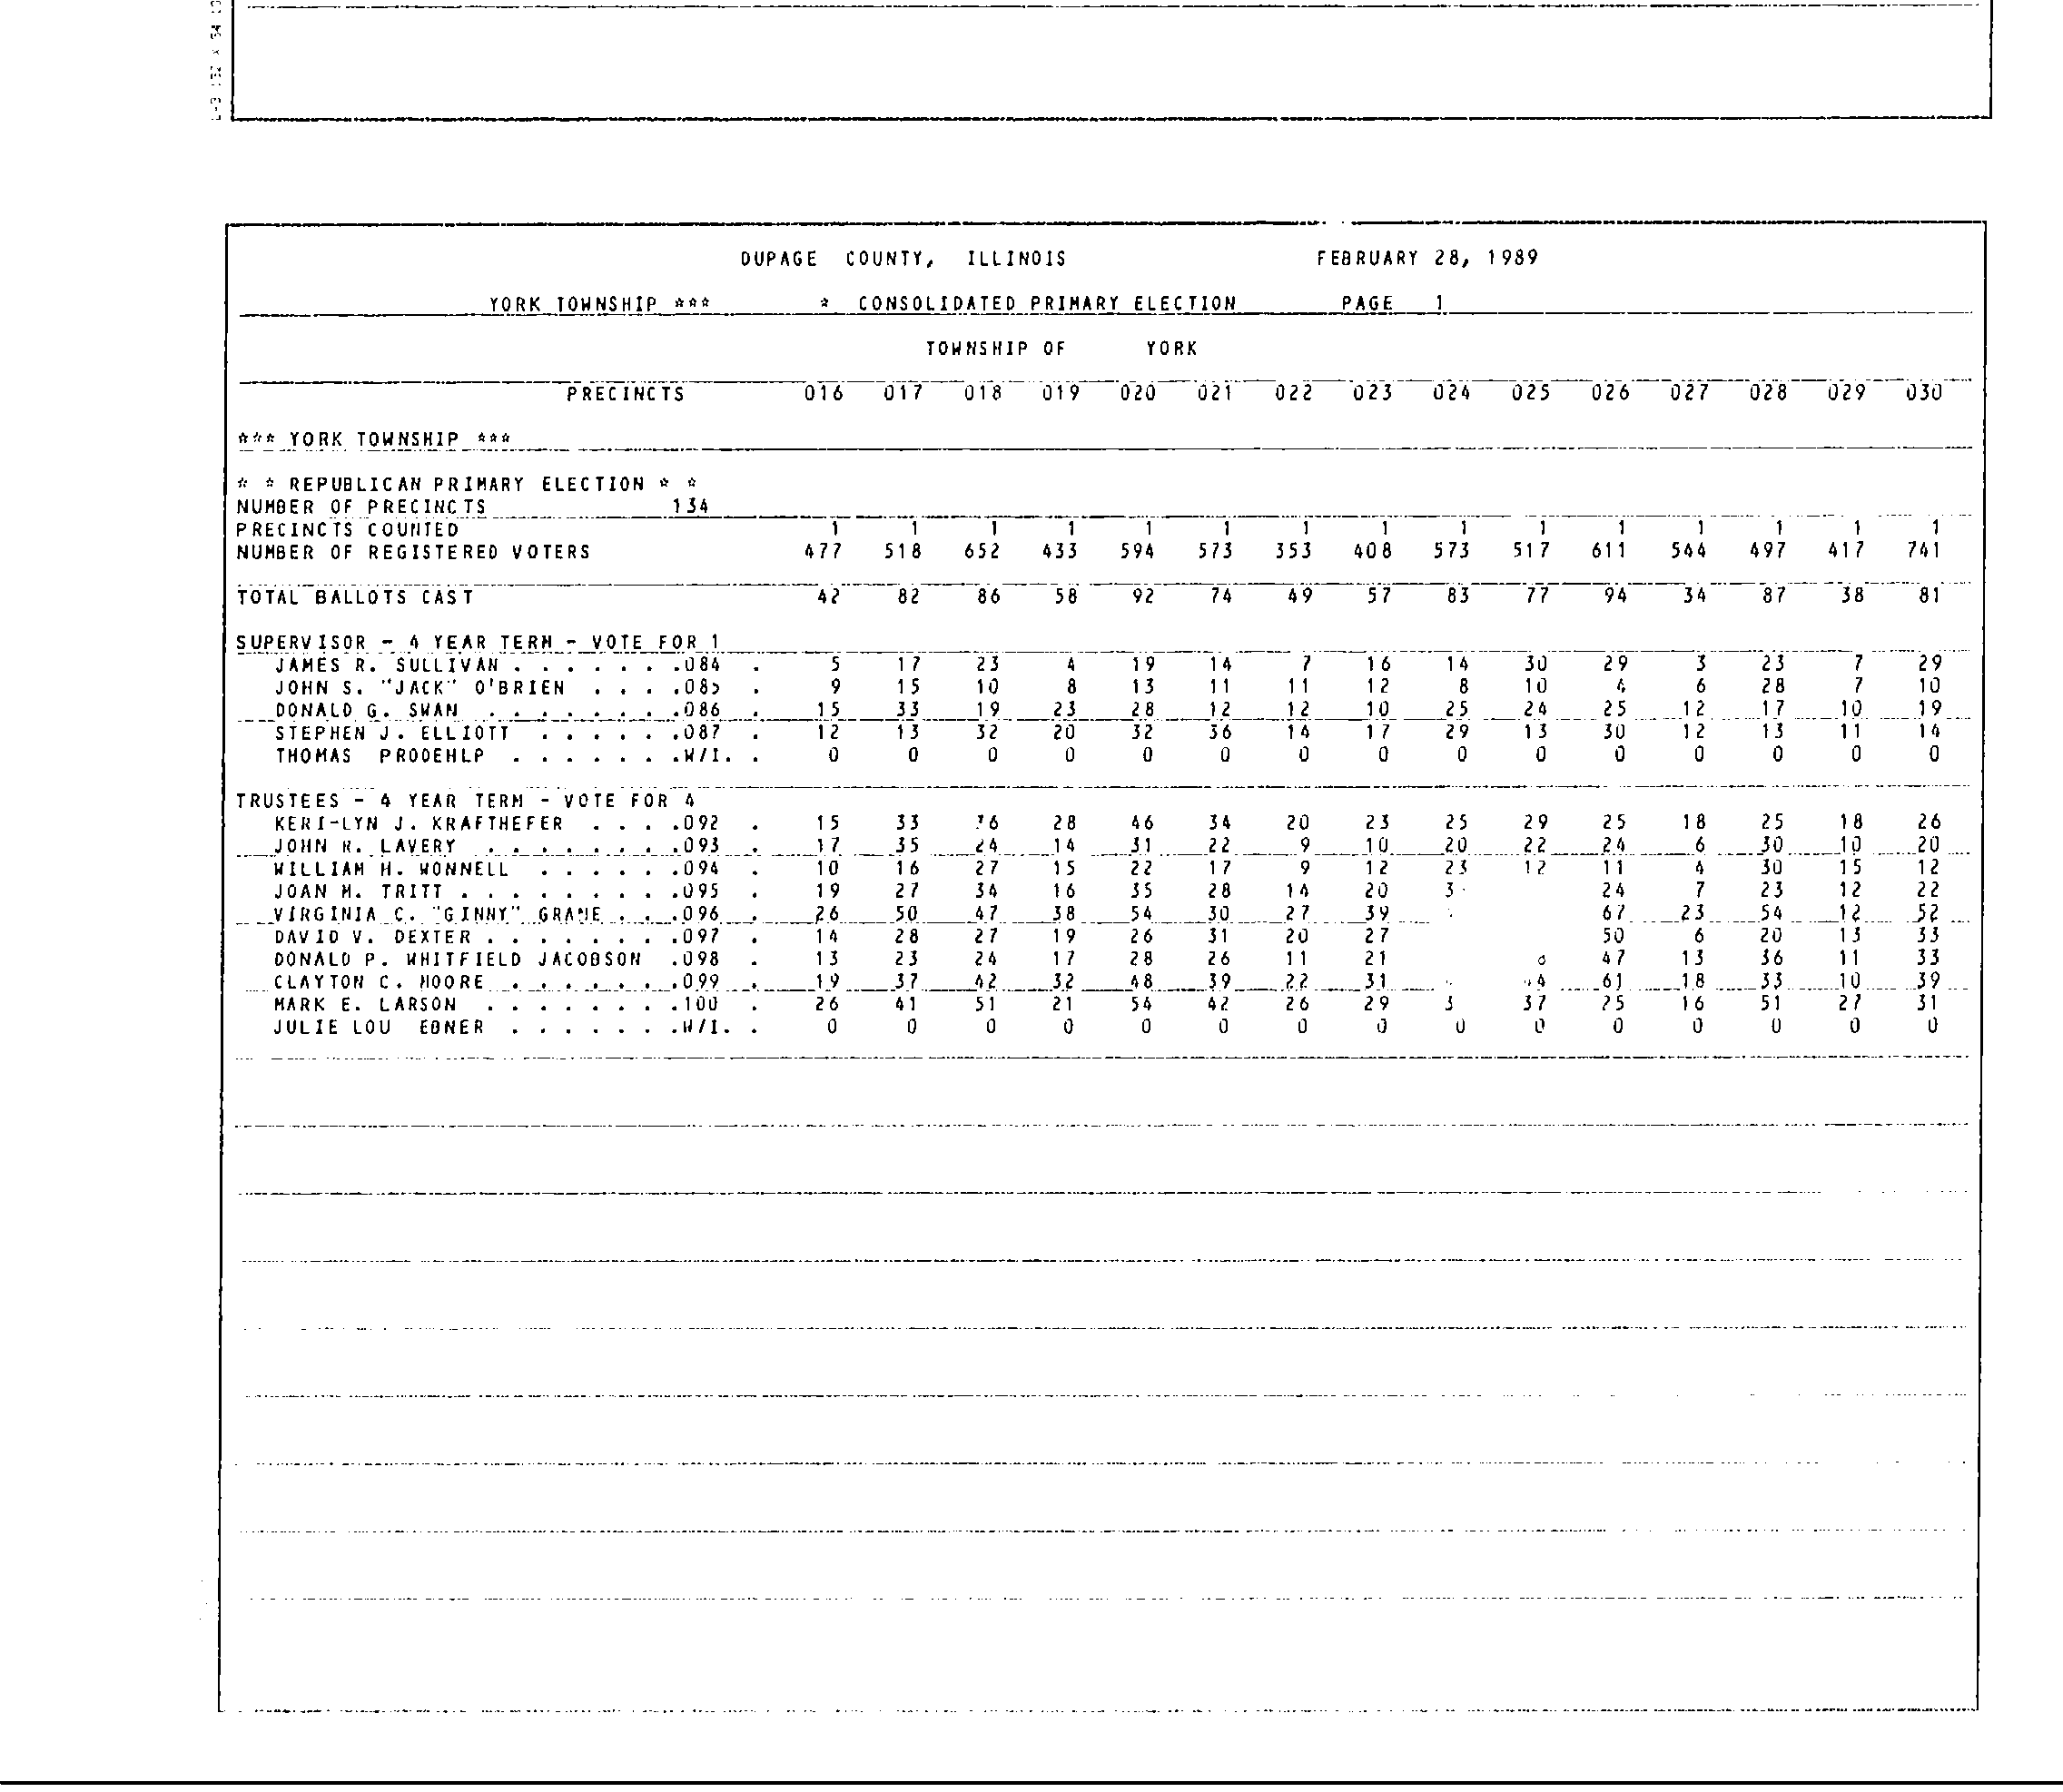 DUPAGE COUNTY, ILLINOIS FEBRUARY 28, 1989
YORK TOWNSHIP *** * CONSOLIDATED PRIMARY ELECTION PAGE 1
TOWNSHIP OF YORK
PRECINCTS 016 017 018 019 020 021 022 023 024 025 026 027 028 029 030
*** YORK TOWNSHIP ***
* * REPUBLICAN PRIMARY ELECTION * *
NUMBER OF PRECINCTS 134
PRECINCTS COUNTED 1 1 1 1 1 1 1 1 1 1 1 1 1 1 1
NUMBER OF REGISTERED VOTERS 477 518 652 433 594 573 353 408 573 517 611 544 497 417 741
TOTAL BALLOTS CAST 42 82 86 58 92 74 49 57 83 77 94 34 87 38 81
SUPERVISOR - 4 YEAR TERM - VOTE FOR 1
JAMES R. SULLIVAN . . . . . . .084 . 5 17 23 4 19 14 7 16 14 30 29 3 23 7 29
JOHN S. "JACK" O'BRIEN . . . .085 . 9 15 10 8 13 11 11 12 8 10 4 6 28 7 10
DONALD G. SWAN . . . . . . . .086 . 15 33 19 23 28 12 12 10 25 24 25 12 17 10 19
STEPHEN J. ELLIOTT . . . . . .087 . 12 13 32 20 32 36 14 17 29 13 30 12 13 11 14
THOMAS PRODEHLP . . . . . . .W/I. . 0 0 0 0 0 0 0 0 0 0 0 0 0 0 0
TRUSTEES - 4 YEAR TERM - VOTE FOR 4
KERI-LYN J. KRAFTHEFER . . . .092 . 15 33 46 34 20 23 25 29 25 18 25 18 26
JOHN R. LAVERY . . . . . . . .093 . 17 35 24 14 31 22 9 10 20 22 24 6 30 10 20
WILLIAM H. WONNELL . . . . . .094 . 10 16 27 15 22 17 9 12 23 12 11 4 30 15 12
JOAN M. TRITT . . . . . . . . .095 . 19 27 34 16 35 28 14 20 24 7 23 12 22
VIRGINIA C. "GINNY" GRANE . . .096 . 26 50 47 38 54 30 27 39 67 23 54 12 52
DAVID V. DEXTER . . . . . . . .097 . 14 28 27 19 26 31 20 27 50 6 20 13 33
DONALD P. WHITFIELD JACOBSON .098 . 13 23 24 17 28 26 11 21 47 13 36 11 33
CLAYTON C. MOORE . . . . . . .099 . 19 37 42 32 48 39 22 31 61 18 33 10 39
MARK E. LARSON . . . . . . . .100 . 26 41 51 21 54 42 26 29 37 25 16 51 27 31
JULIE LOU EBNER . . . . . . .W/I. . 0 0 0 0 0 0 0 0 0 0 0 0 0 0 0